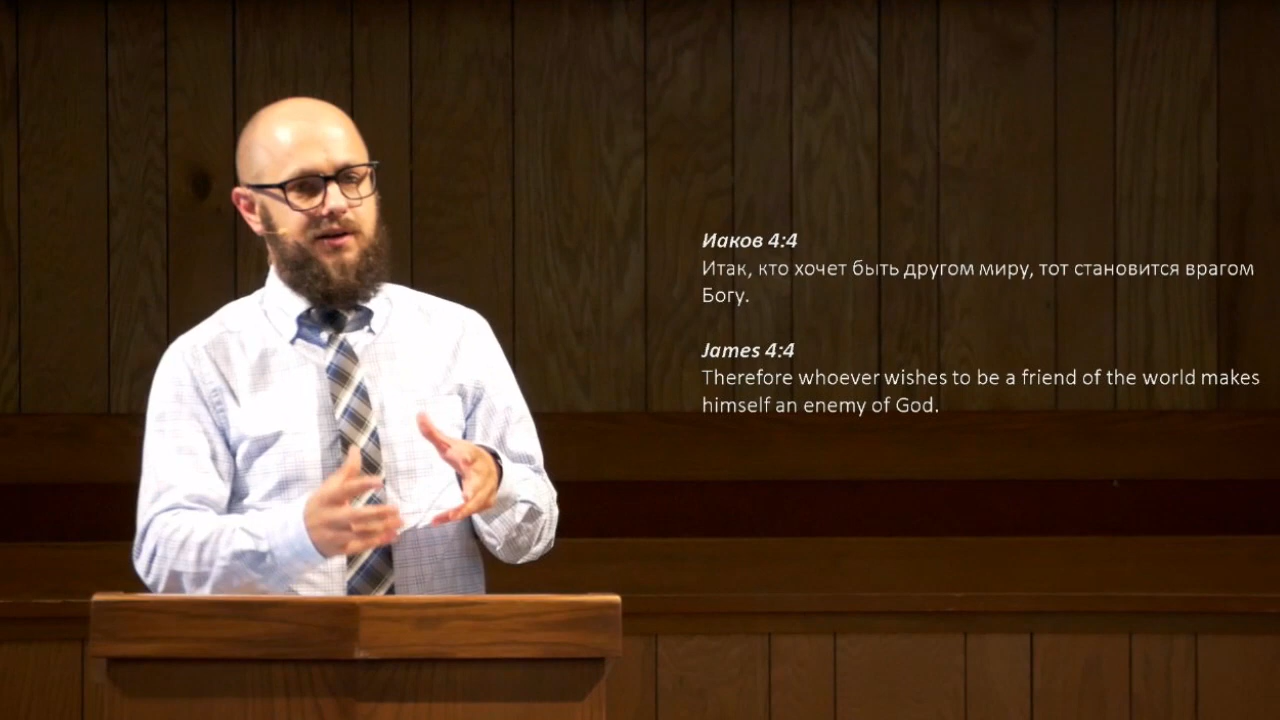 Иаков 4:4
Итак, кто хочет быть другом миру, тот становится врагом
Богу.
James 4:4
Therefore whoever wishes to be a friend of the world makes
himself an enemy of God.